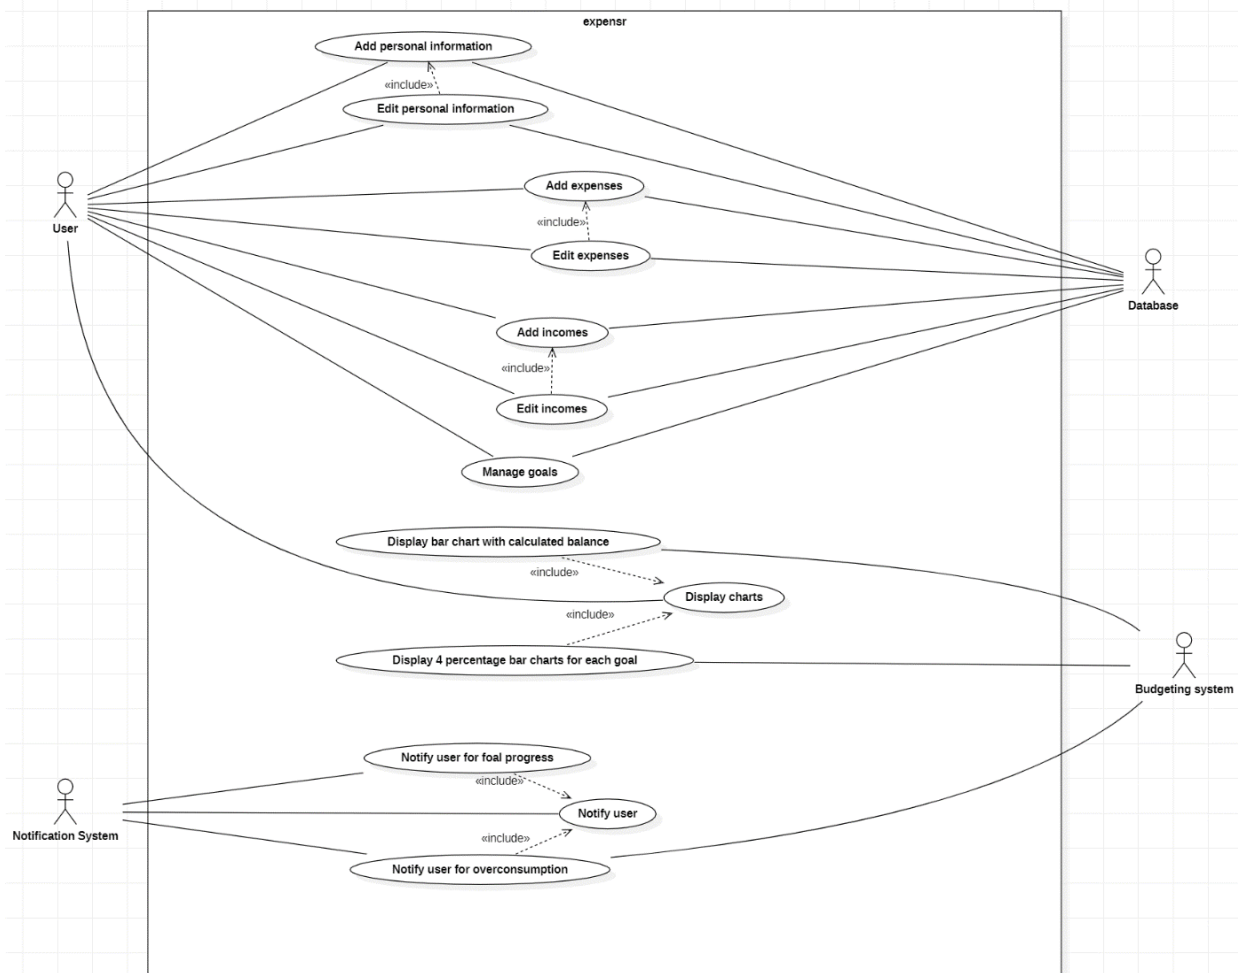 expensr
Add personal information
«include»
Edit personal information
Add expenses
User
«include»
Edit expenses
Database
Add incomes
«include»
Edit incomes
Manage goals
Display bar chart with calculated balance
«include»
Display charts
«include»
Display 4 percentage bar charts for each goal
Budgeting system
Notify user for foal progress
«include»
Notify user
Notification System
«include»
Notify user for overconsumption